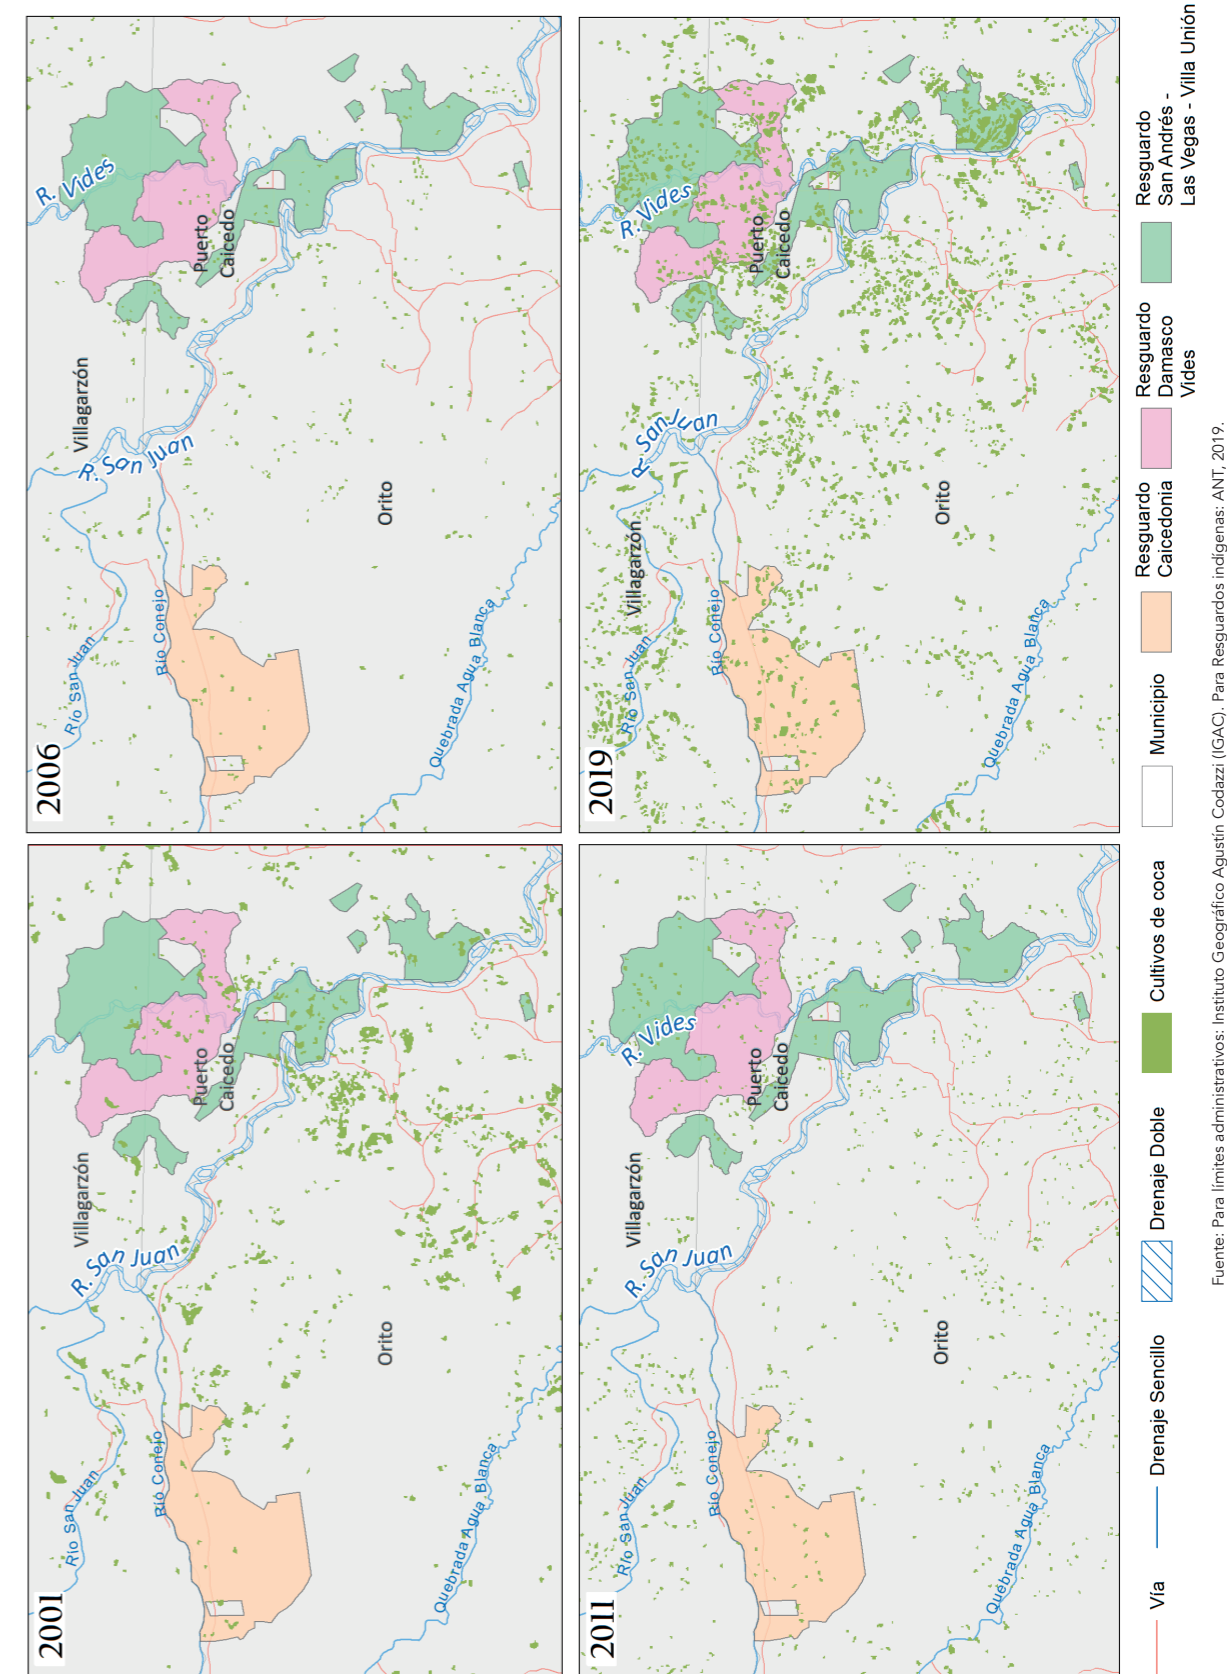 2001
Río San Juan
Río Conejo
R. San Juan
Villagarzón
Puerto
Caicedo
Orito
Quebrada Agua Blanca
2006
Río San Juan
Río Conejo
R. San Juan
Villagarzón
R. Vides
Puerto
Caicedo
Orito
Quebrada Agua Blanca
2011
Río San Juan
Río Conejo
R. San Juan
Villagarzón
R. Vides
Puerto
Caicedo
Orito
Quebrada Agua Blanca
2019
Río San Juan
Río Conejo
Villagarzón
R. San Juan
R. Vides
Puerto
Caicedo
Orito
Quebrada Agua Blanca
Vía
Drenaje Sencillo
Drenaje Doble
Cultivos de coca
Municipio
Resguardo
Caicedonia
Resguardo
Damasco
Vides
Resguardo
San Andrés -
Las Vegas - Villa Unión
Fuente: Para límites administrativos: Instituto Geográfico Agustín Codazzi (IGAC). Para Resguardos indígenas: ANT, 2019.